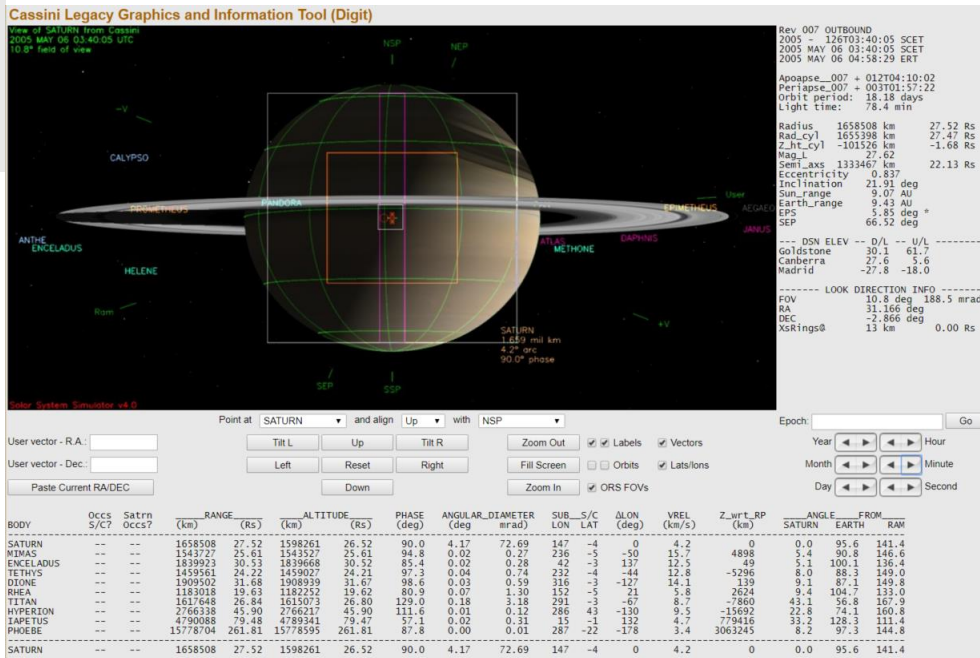 Cassini Legacy Graphics and Information Tool (Digit)
View of SATURN from Cassini
2005 MAY 06 03:40:05 UTC
10.8° field of view
NSP
NEP
-V
CALYPSO
PROMETHEUS
PANDORA
User
EPIMETHEUS
AEGAEO
JANUS
ANTHE
ENCELADUS
ATLAS
DAPHNIS
METHONE
HELENE
Ram
+V
SATURN
1.659 mil km
4.2° arc
90.0° phase
SEP
SSP
Solar System Simulator v4.0
Rev 007 OUTBOUND
2005 - 126T03:40:05 SCET
2005 MAY 06 03:40:05 SCET
2005 MAY 06 04:58:29 ERT
Apoapse__007 + 012T04:10:02
Periapse_007 + 003T01:57:22
Orbit period: 18.18 days
Light time: 78.4 min
Radius 1658508 km 27.52 Rs
Rad_cyl 1655398 km 27.47 Rs
Z_ht_cyl -101526 km -1.68 Rs
Mag_L 27.62
Semi_axs 1333467 km 22.13 Rs
Eccentricity 0.837
Inclination 21.91 deg
Sun_range 9.07 AU
Earth_range 9.43 AU
EPS 5.85 deg *
SEP 66.52 deg
--- DSN ELEV -- D/L -- U/L -------
Goldstone 30.1 61.7
Canberra 27.6 5.6
Madrid -27.8 -18.0
------- LOOK DIRECTION INFO -------
FOV 10.8 deg 188.5 mrad
RA 31.166 deg
DEC -2.866 deg
XsRings@ 13 km 0.00 Rs
Point at SATURN and align Up with NSP
Epoch: Go
User vector - R.A.: Tilt L Up Tilt R Zoom Out Labels Vectors Year Hour
User vector - Dec.: Left Reset Right Fill Screen Orbits Lats/lons Month Minute
Paste Current RA/DEC Down Zoom In ORS FOVs Day Second
Occs Satrn ____RANGE____ ___ALTITUDE____ PHASE ANGULAR_DIAMETER SUB__S/C ΔLON VREL Z_wrt_RP ____ANGLE__FROM____
BODY S/C? Occs? (km) (Rs) (km) (Rs) (deg) (deg mrad) LON LAT (deg) (km/s) (km) SATURN EARTH RAM
SATURN -- -- 1658508 27.52 1598261 26.52 90.0 4.17 72.69 147 -4 0 4.2 0 0.0 95.6 141.4
MIMAS -- -- 1543727 25.61 1543527 25.61 94.8 0.02 0.27 236 -5 -50 15.7 4898 5.4 90.8 146.6
ENCELADUS -- -- 1839923 30.53 1839668 30.52 85.4 0.02 0.28 42 -3 137 12.5 49 5.1 100.1 136.4
TETHYS -- -- 1459561 24.22 1459027 24.21 97.3 0.04 0.74 232 -4 -44 12.8 -5296 8.0 88.3 149.0
DIONE -- -- 1909502 31.68 1908939 31.67 98.6 0.03 0.59 316 -3 -127 14.1 139 9.1 87.1 149.8
RHEA -- -- 1183018 19.63 1182252 19.62 80.9 0.07 1.30 152 -5 21 5.8 2624 9.4 104.7 133.0
TITAN -- -- 1617648 26.84 1615073 26.80 129.0 0.18 3.18 291 -3 -67 8.7 -7860 43.1 56.8 167.9
HYPERION -- -- 2766338 45.90 2766217 45.90 111.6 0.01 0.12 286 43 -130 9.5 -15692 22.8 74.1 160.8
IAPETUS -- -- 4790088 79.48 4789341 79.47 57.1 0.02 0.31 15 -1 132 4.7 779416 33.2 128.3 111.4
PHOEBE -- -- 15778704 261.81 15778595 261.81 87.8 0.00 0.01 287 -22 -178 3.4 3063245 8.2 97.3 144.8
SATURN -- -- 1658508 27.52 1598261 26.52 90.0 4.17 72.69 147 -4 0 4.2 0 0.0 95.6 141.4